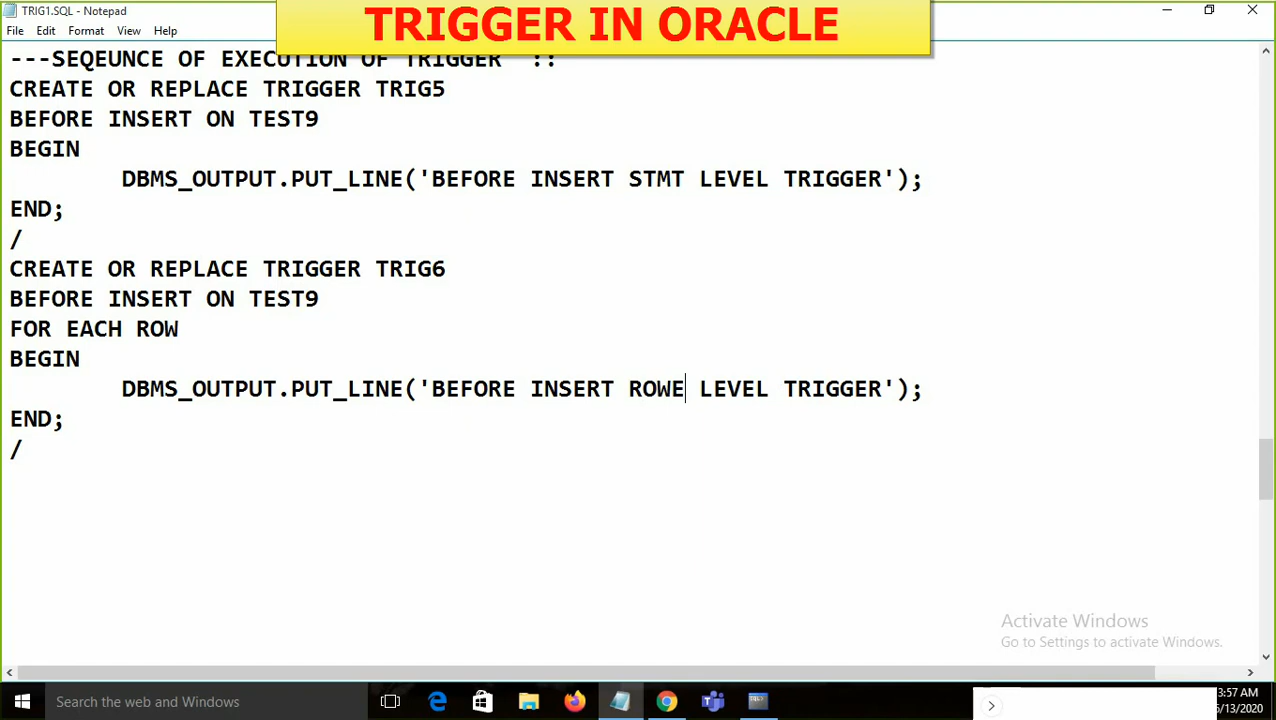 TRIG1.SQL - Notepad
TRIGGER IN ORACLE
File Edit Format View Help
---SEQEUNCE OF EXECUTION OF TRIGGER ::
CREATE OR REPLACE TRIGGER TRIG5
BEFORE INSERT ON TEST9
BEGIN
DBMS_OUTPUT.PUT_LINE('BEFORE INSERT STMT LEVEL TRIGGER');
END;
/
CREATE OR REPLACE TRIGGER TRIG6
BEFORE INSERT ON TEST9
FOR EACH ROW
BEGIN
DBMS_OUTPUT.PUT_LINE('BEFORE INSERT ROWE LEVEL TRIGGER');
END;
/
Activate Windows
Go to Settings to activate Windows.
Search the web and Windows
3:57 AM
/13/2020